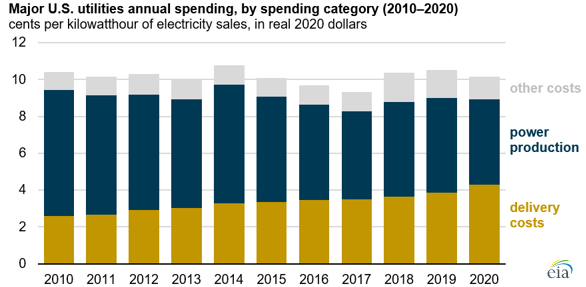 Major U.S. utilities annual spending, by spending category (2010–2020)
cents per kilowatthour of electricity sales, in real 2020 dollars
12
10
8
6
4
2
0
other costs
power
production
delivery
costs
2010 2011 2012 2013 2014 2015 2016 2017 2018 2019 2020
eia